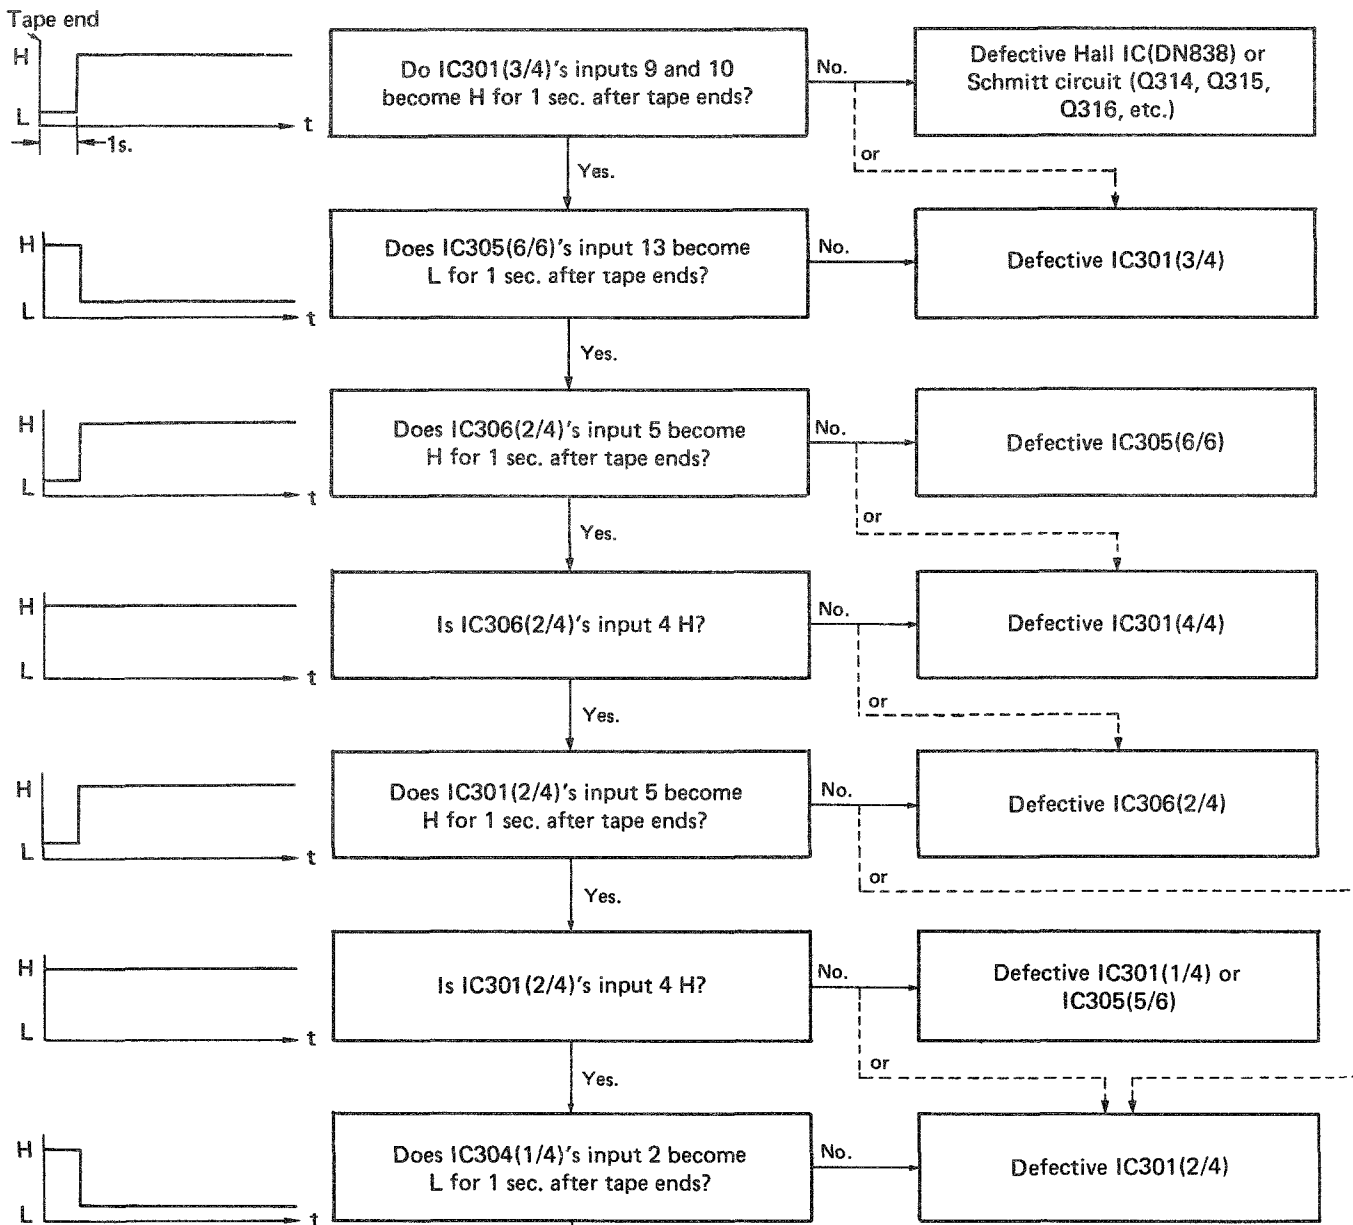 Tape end
H
L
t
1s.
Do IC301(3/4)'s inputs 9 and 10
become H for 1 sec. after tape ends?
No.
Defective Hall IC(DN838) or
Schmitt circuit (Q314, Q315,
Q316, etc.)
or
Yes.
H
L
t
Does IC305(6/6)'s input 13 become
L for 1 sec. after tape ends?
No.
Defective IC301(3/4)
Yes.
H
L
t
Does IC306(2/4)'s input 5 become
H for 1 sec. after tape ends?
No.
Defective IC305(6/6)
or
Yes.
H
L
t
Is IC306(2/4)'s input 4 H?
No.
Defective IC301(4/4)
or
Yes.
H
L
t
Does IC301(2/4)'s input 5 become
H for 1 sec. after tape ends?
No.
Defective IC306(2/4)
or
Yes.
H
L
t
Is IC301(2/4)'s input 4 H?
No.
Defective IC301(1/4) or
IC305(5/6)
or
Yes.
H
L
t
Does IC304(1/4)'s input 2 become
L for 1 sec. after tape ends?
No.
Defective IC301(2/4)